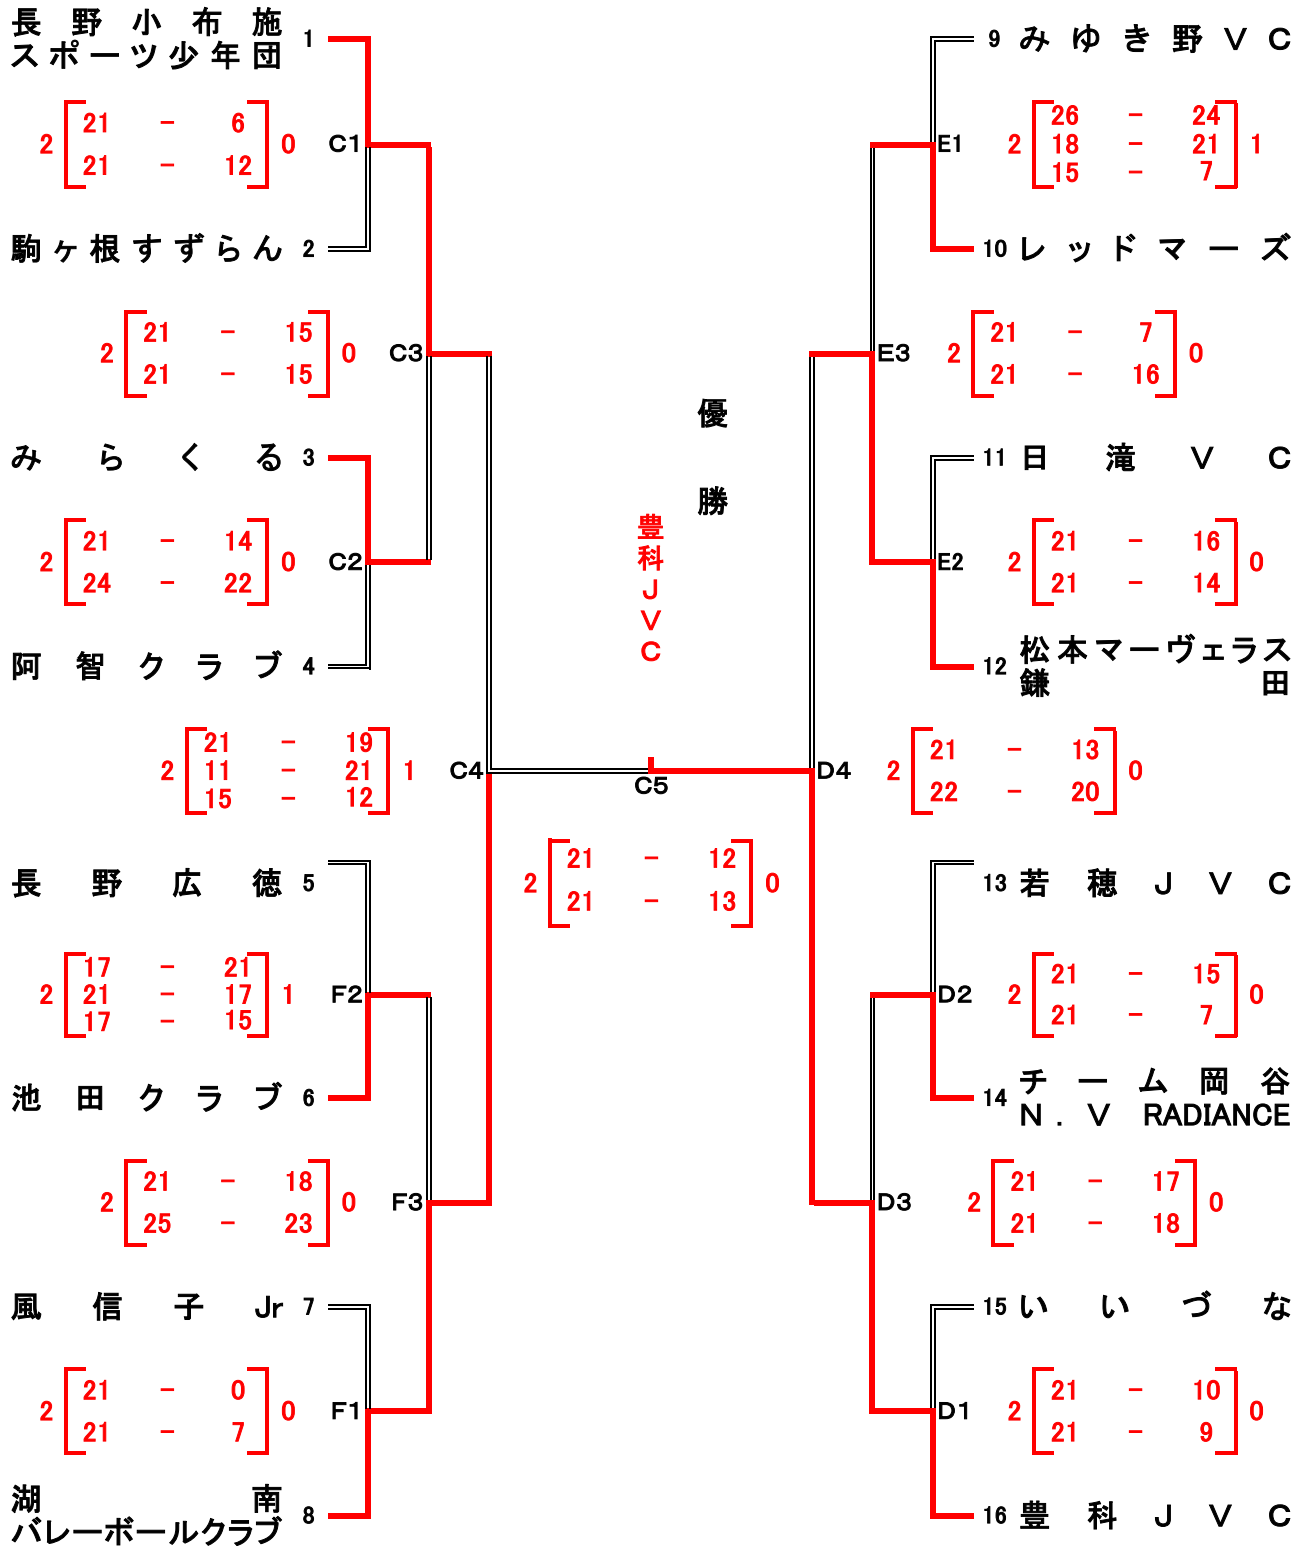 長野小布施
スポーツ少年団 1
2 21 - 6 0
21 - 12
C1
駒ヶ根すずらん 2
2 21 - 15 0
21 - 15
C3
みらくる 3
2 21 - 14 0
24 - 22
C2
阿智クラブ 4
2 21 - 19 1
11 - 21
15 - 12
C4
長野広徳 5
2 17 - 21 1
21 - 17
17 - 15
F2
池田クラブ 6
2 21 - 18 0
25 - 23
F3
風信子Jr 7
2 21 - 0 0
21 - 7
F1
湖南
バレーボールクラブ 8
優勝
豊科JVC
C5
2 21 - 12 0
21 - 13
9 みゆき野VC
E1
2 26 - 24 1
18 - 21
15 - 7
10 レッドマーズ
E3
2 21 - 7 0
21 - 16
11 日滝VC
E2
2 21 - 16 0
21 - 14
12 松本マーヴェラス
鎌田
D4
2 21 - 13 0
22 - 20
13 若穂JVC
D2
2 21 - 15 0
21 - 7
14 チーム岡谷
N.V RADIANCE
D3
2 21 - 17 0
21 - 18
15 いいづな
D1
2 21 - 10 0
21 - 9
16 豊科JVC